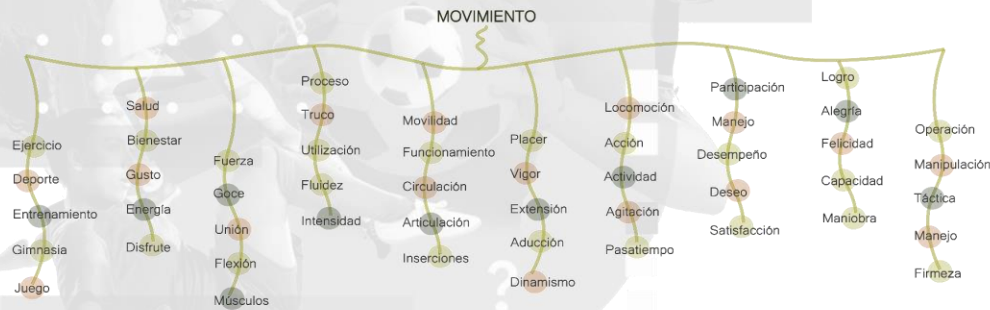 MOVIMIENTO
Ejercicio
Deporte
Entrenamiento
Gimnasia
Juego
Salud
Bienestar
Gusto
Energía
Disfrute
Fuerza
Goce
Unión
Flexión
Músculos
Proceso
Truco
Utilización
Fluidez
Intensidad
Movilidad
Funcionamiento
Circulación
Articulación
Inserciones
Placer
Vigor
Extensión
Aducción
Dinamismo
Locomoción
Acción
Actividad
Agitación
Pasatiempo
Participación
Manejo
Desempeño
Deseo
Satisfacción
Logro
Alegría
Felicidad
Capacidad
Maniobra
Operación
Manipulación
Táctica
Manejo
Firmeza